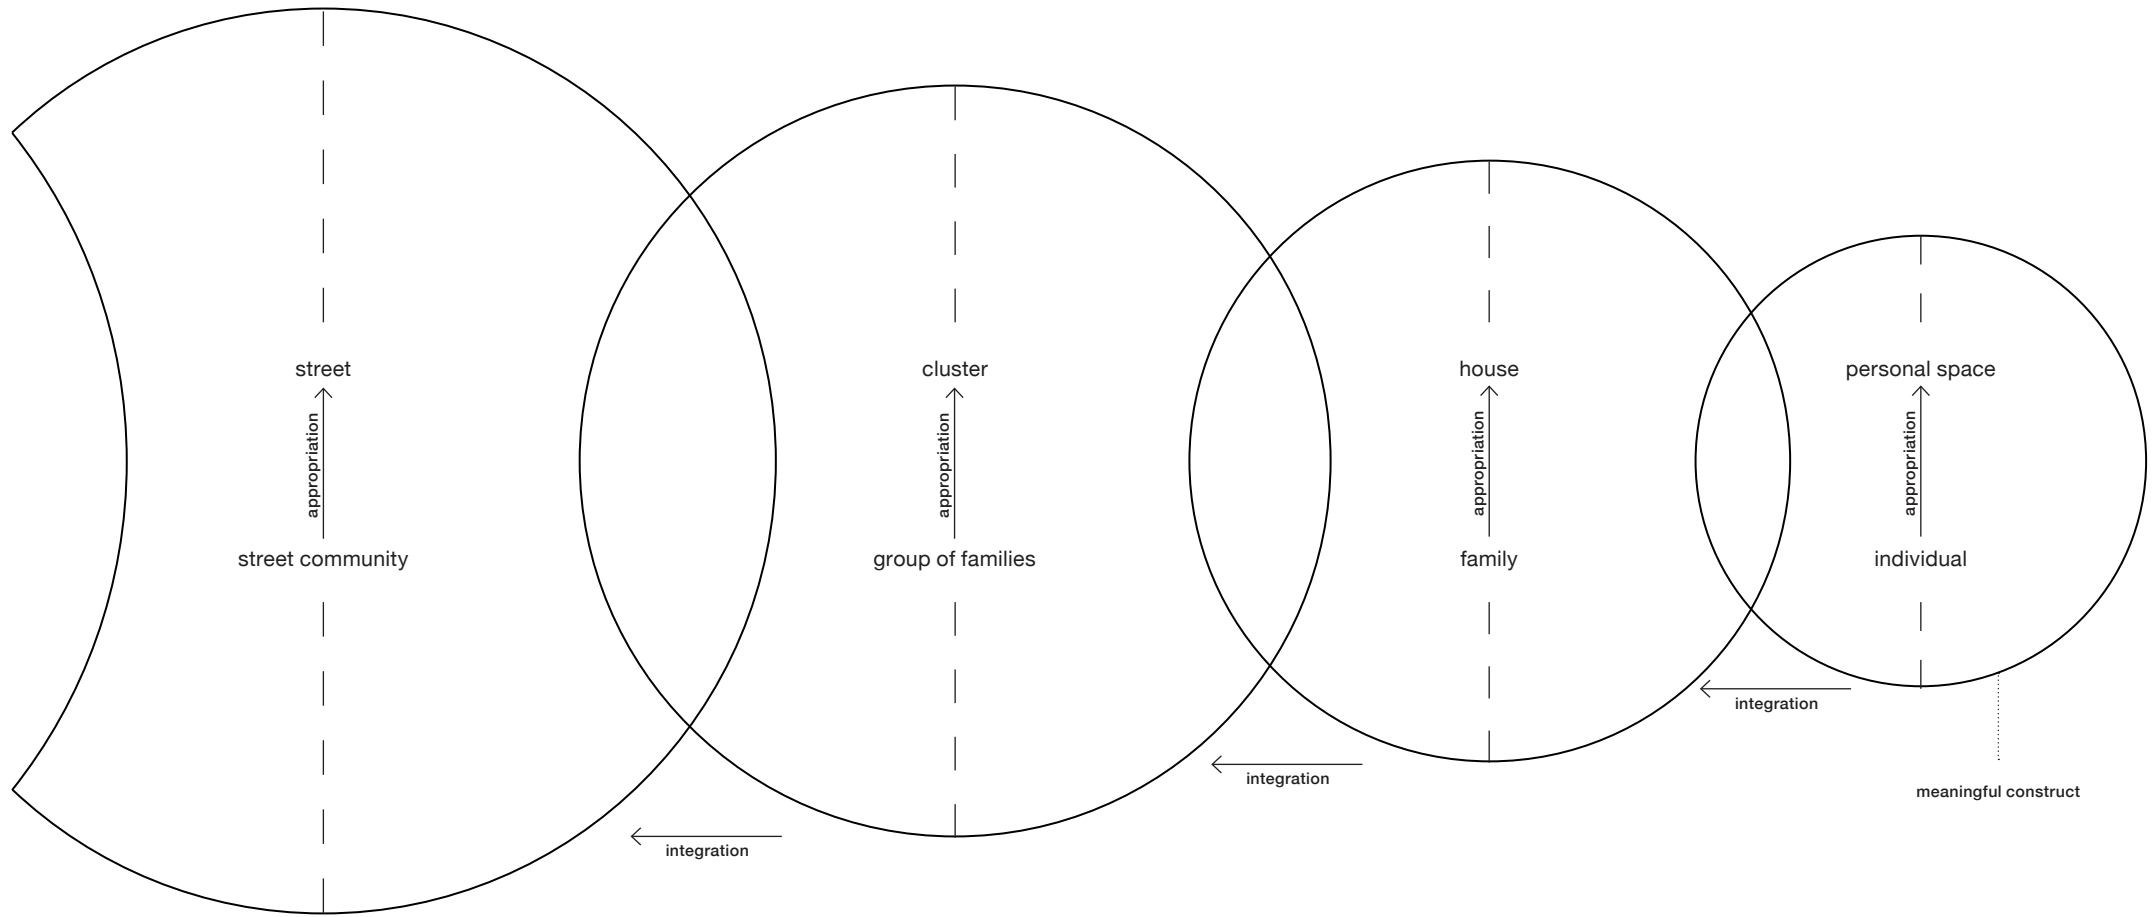 street
appropriation
street community
integration
cluster
appropriation
group of families
integration
house
appropriation
family
integration
personal space
appropriation
individual
meaningful construct